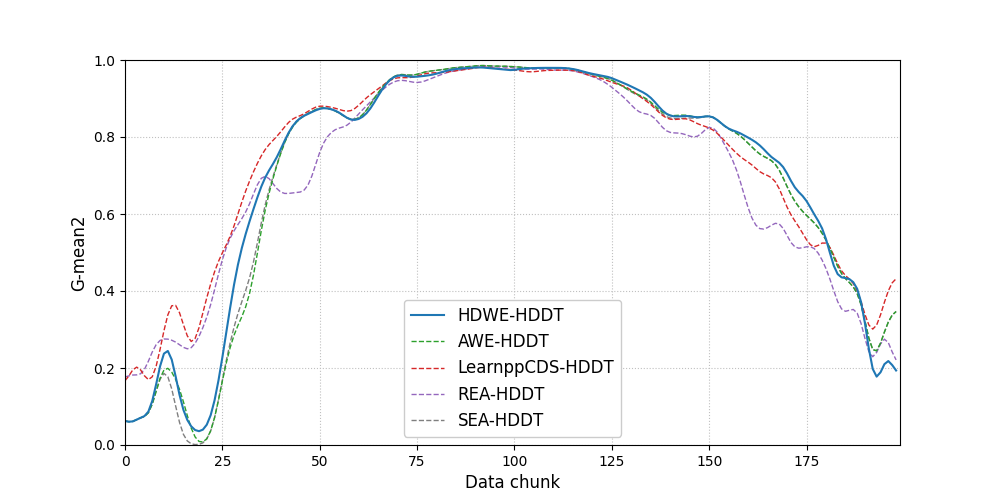 1.0
0.8
0.6
0.4
0.2
0.0
G-mean2
0
25
50
75
100
125
150
175
Data chunk
HDWE-HDDT
AWE-HDDT
LearnppCDS-HDDT
REA-HDDT
SEA-HDDT